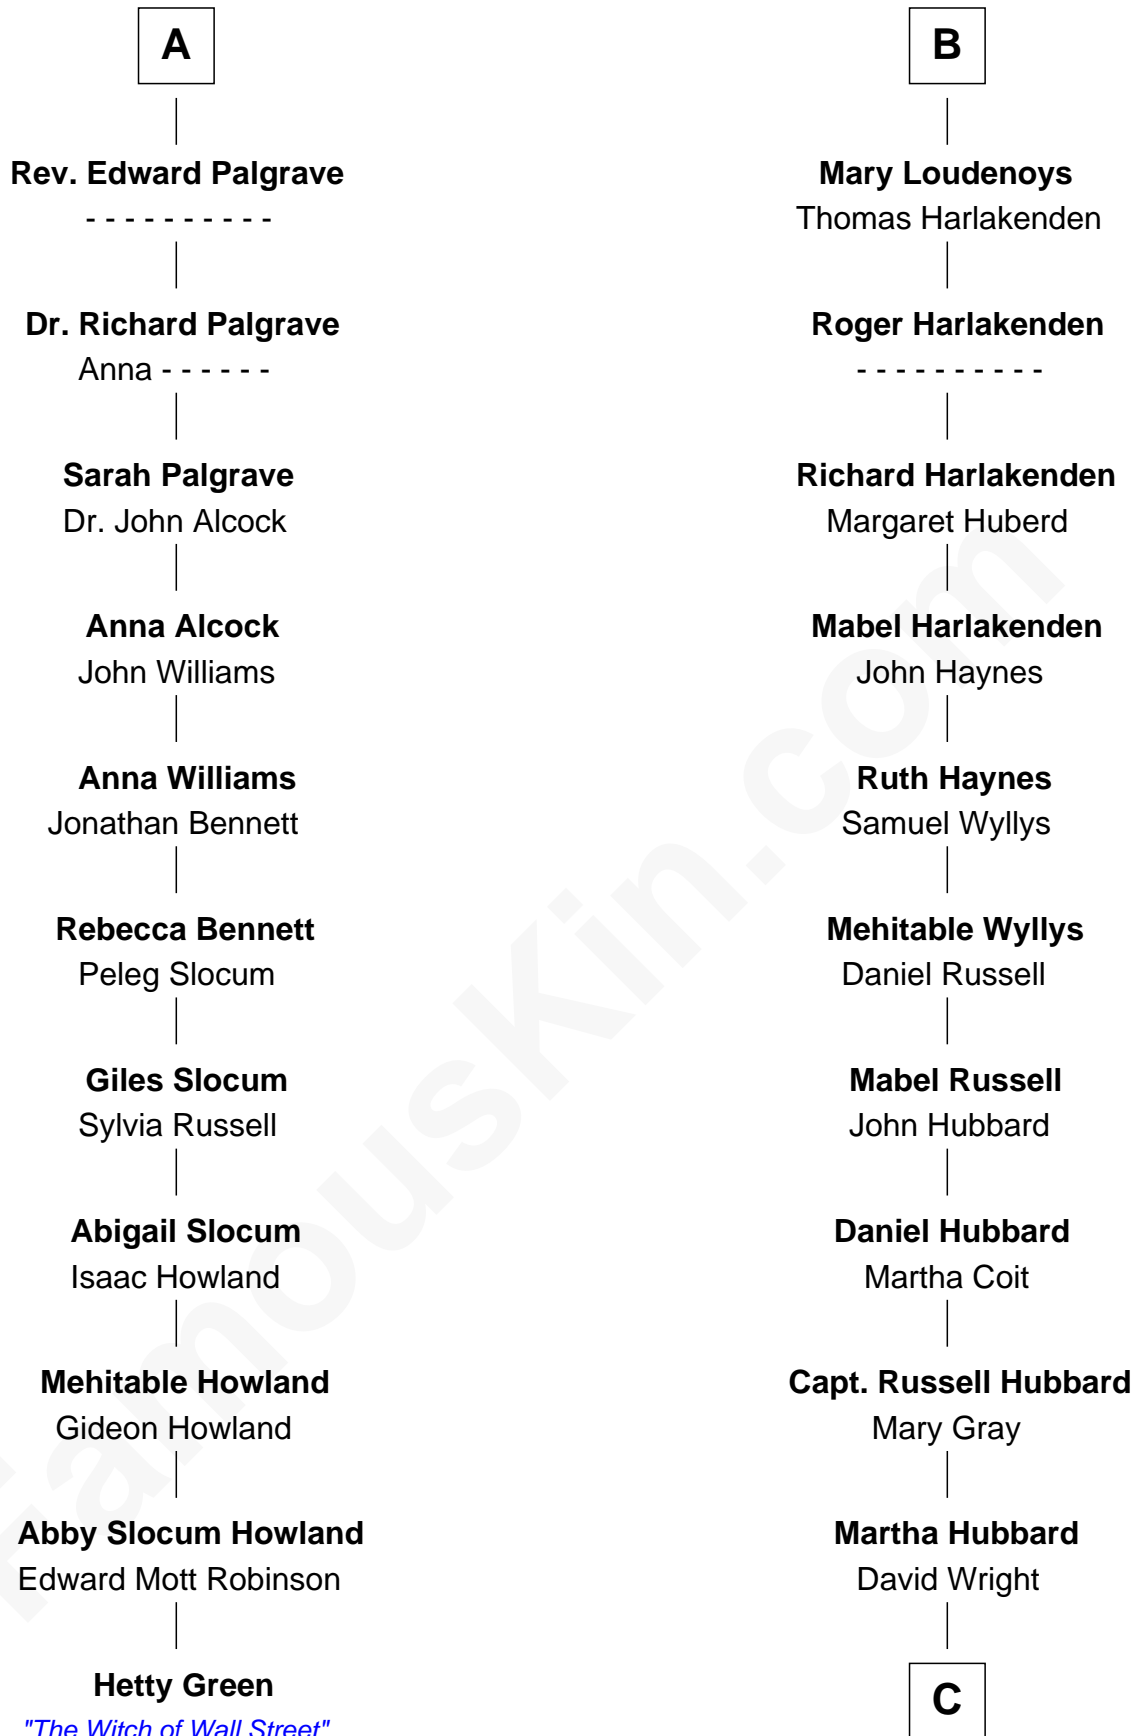 A
Rev. Edward Palgrave
- - - - - - - - - -
Dr. Richard Palgrave
Anna - - - - - -
Sarah Palgrave
Dr. John Alcock
Anna Alcock
John Williams
Anna Williams
Jonathan Bennett
Rebecca Bennett
Peleg Slocum
Giles Slocum
Sylvia Russell
Abigail Slocum
Isaac Howland
Mehitable Howland
Gideon Howland
Abby Slocum Howland
Edward Mott Robinson
Hetty Green
"The Witch of Wall Street"
B
Mary Loudenoys
Thomas Harlakenden
Roger Harlakenden
- - - - - - - - - -
Richard Harlakenden
Margaret Huberd
Mabel Harlakenden
John Haynes
Ruth Haynes
Samuel Wyllys
Mehitable Wyllys
Daniel Russell
Mabel Russell
John Hubbard
Daniel Hubbard
Martha Coit
Capt. Russell Hubbard
Mary Gray
Martha Hubbard
David Wright
C
FamousKin.com